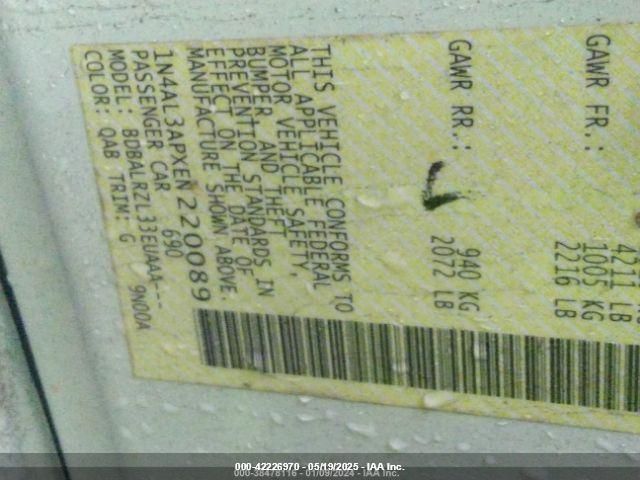 4211 LB
GAWR FR.: 1005 KG
2216 LB
GAWR RR.: 940 KG
2072 LB
THIS VEHICLE CONFORMS TO
ALL APPLICABLE FEDERAL
MOTOR VEHICLE SAFETY,
BUMPER AND THEFT
PREVENTION STANDARDS IN
EFFECT ON THE DATE OF
MANUFACTURE SHOWN ABOVE.
1N4AL3APXEN220089
PASSENGER CAR 690
MODEL: BDBALRZL33EUAAA---
COLOR: QAB TRIM: G 9N00A
000-42226970 - 05/19/2025 - IAA Inc.
000-38478116 - 01/09/2024 - IAA Inc.